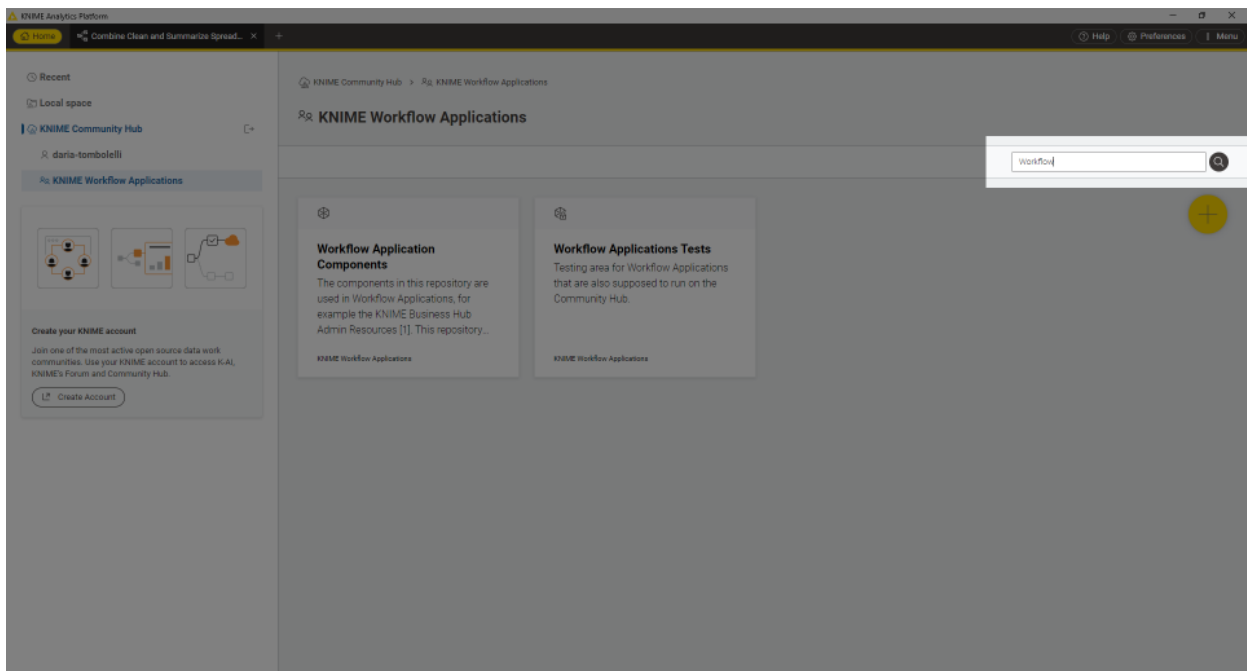 KNIME Analytics Platform
Home
Combine Clean and Summarize Spread...
Help
Preferences
Menu
Recent
Local space
KNIME Community Hub
daria-tombolelli
KNIME Workflow Applications
Create your KNIME account
Join one of the most active open source data work
communities. Use your KNIME account to access K-AI,
KNIME's Forum and Community Hub.
Create Account
KNIME Community Hub > KNIME Workflow Applications
KNIME Workflow Applications
Workflow
Workflow Application
Components
The components in this repository are
used in Workflow Applications, for
example the KNIME Business Hub
Admin Resources [1]. This repository...
KNIME Workflow Applications
Workflow Applications Tests
Testing area for Workflow Applications
that are also supposed to run on the
Community Hub.
KNIME Workflow Applications